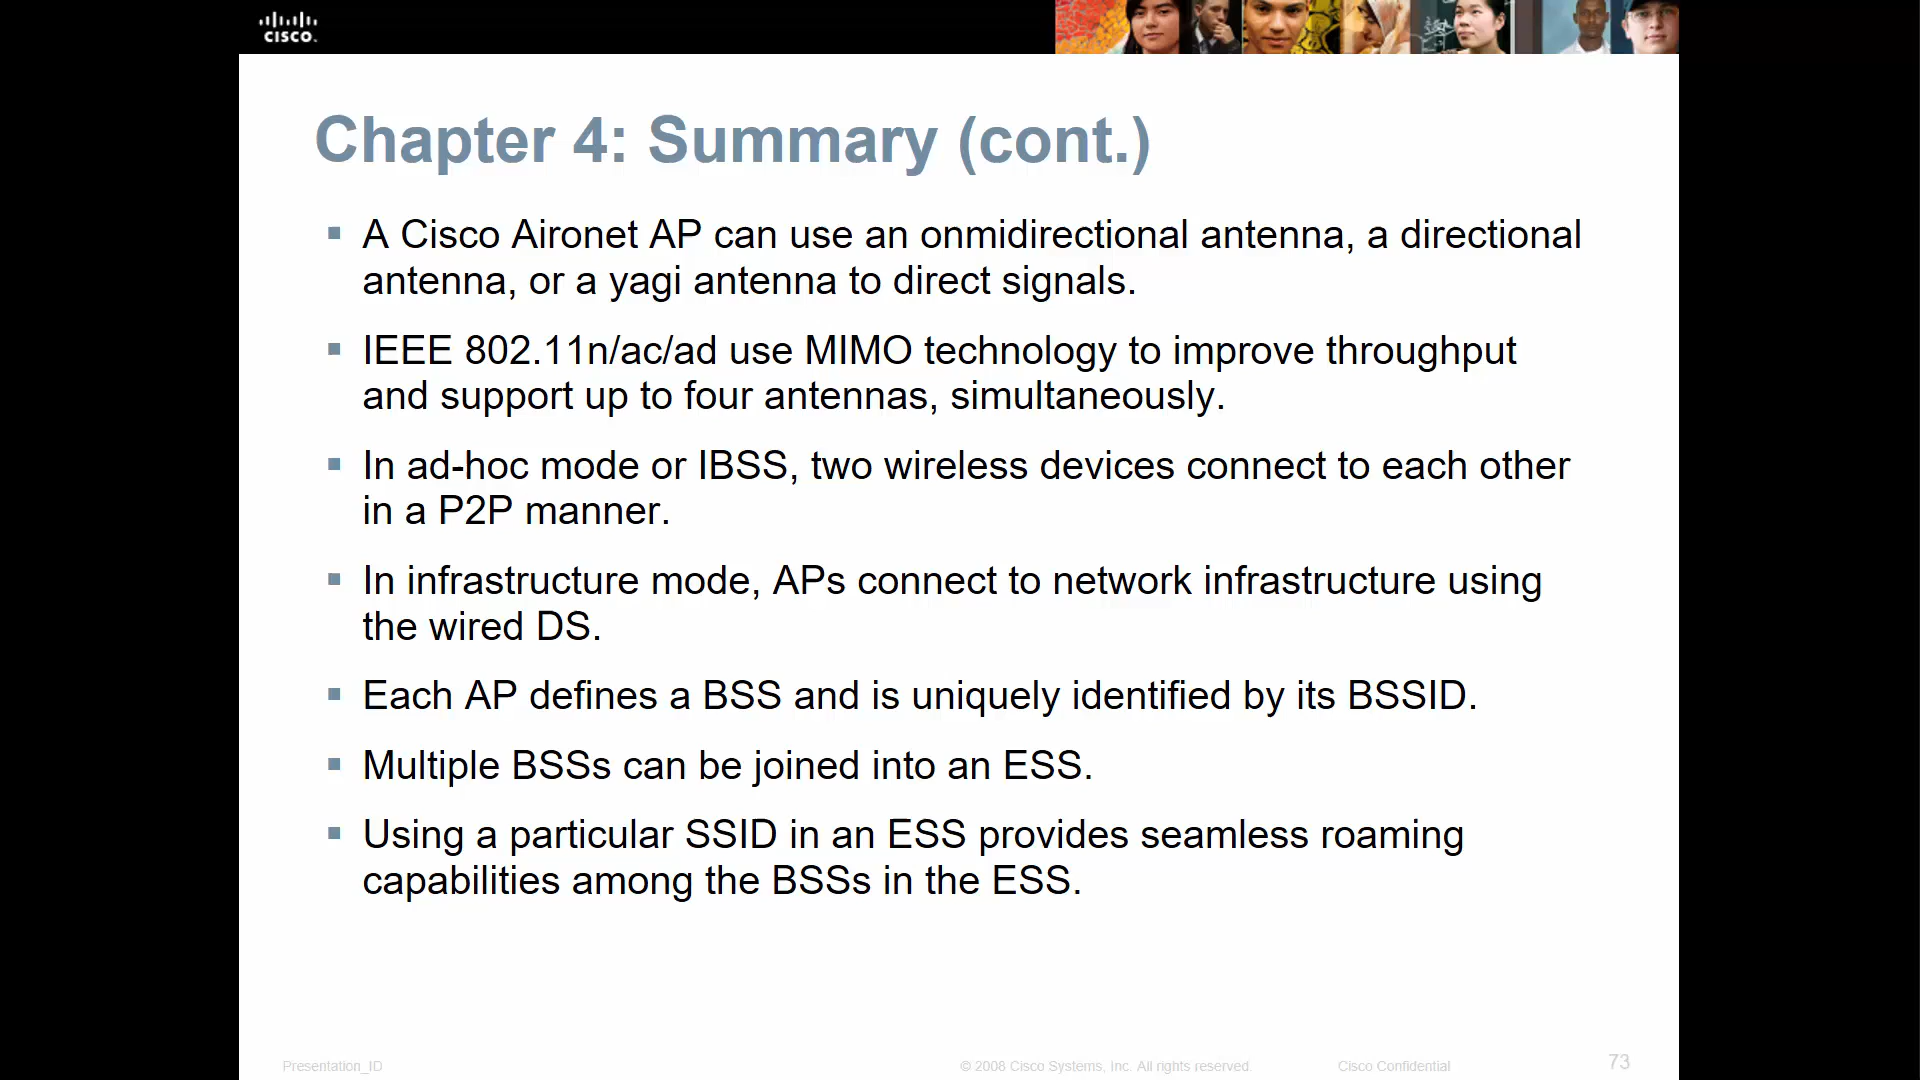 CISCO.
Chapter 4: Summary (cont.)
A Cisco Aironet AP can use an onmidirectional antenna, a directional
antenna, or a yagi antenna to direct signals.
IEEE 802.11n/ac/ad use MIMO technology to improve throughput
and support up to four antennas, simultaneously.
In ad-hoc mode or IBSS, two wireless devices connect to each other
in a P2P manner.
In infrastructure mode, APs connect to network infrastructure using
the wired DS.
Each AP defines a BSS and is uniquely identified by its BSSID.
Multiple BSSs can be joined into an ESS.
Using a particular SSID in an ESS provides seamless roaming
capabilities among the BSSs in the ESS.
Presentation_ID © 2008 Cisco Systems, Inc. All rights reserved. Cisco Confidential 73